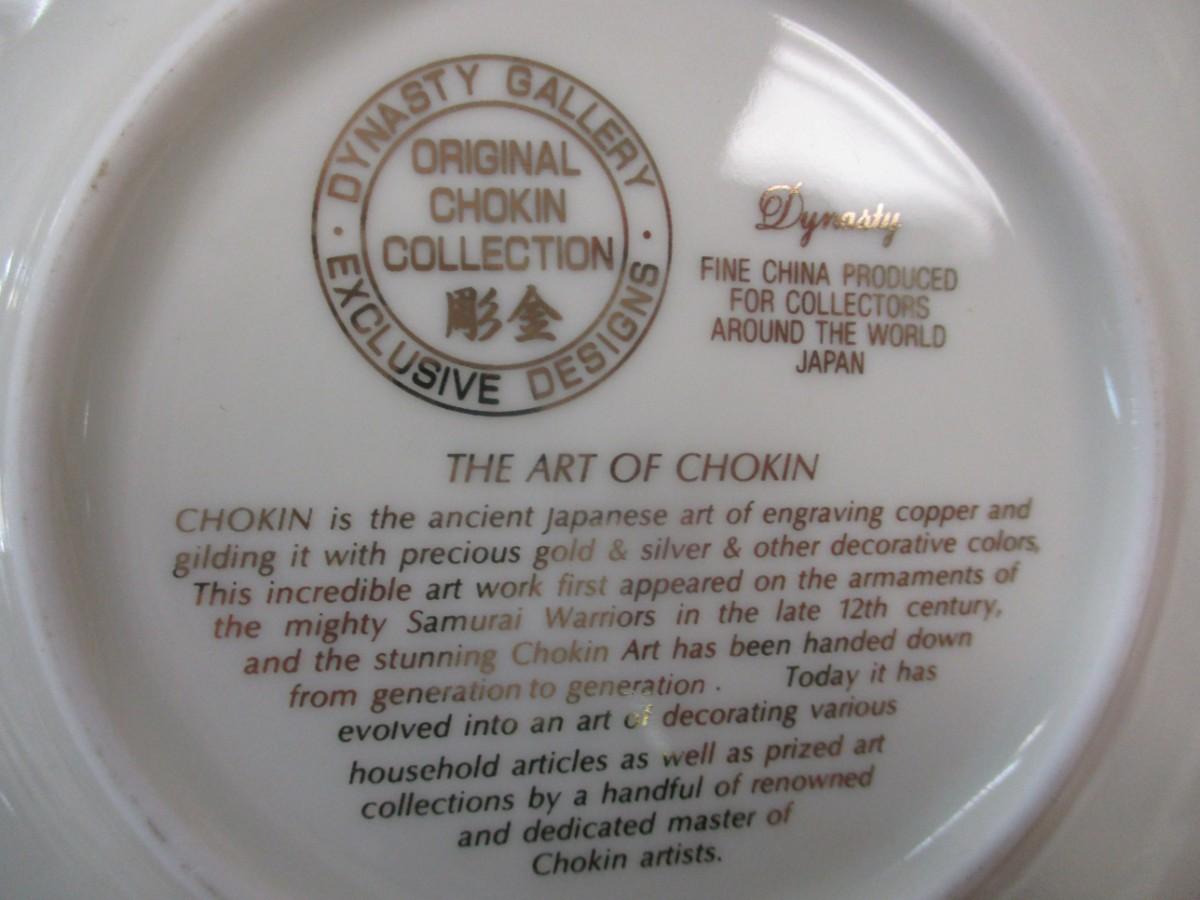 DYNASTY GALLERY
ORIGINAL
CHOKIN
COLLECTION
彫金
· EXCLUSIVE DESIGNS ·
Dynasty
FINE CHINA PRODUCED
FOR COLLECTORS
AROUND THE WORLD
JAPAN
THE ART OF CHOKIN
CHOKIN is the ancient Japanese art of engraving copper and
gilding it with precious gold & silver & other decorative colors,
This incredible art work first appeared on the armaments of
the mighty Samurai Warriors in the late 12th century,
and the stunning Chokin Art has been handed down
from generation to generation . Today it has
evolved into an art of decorating various
household articles as well as prized art
collections by a handful of renowned
and dedicated master of
Chokin artists.